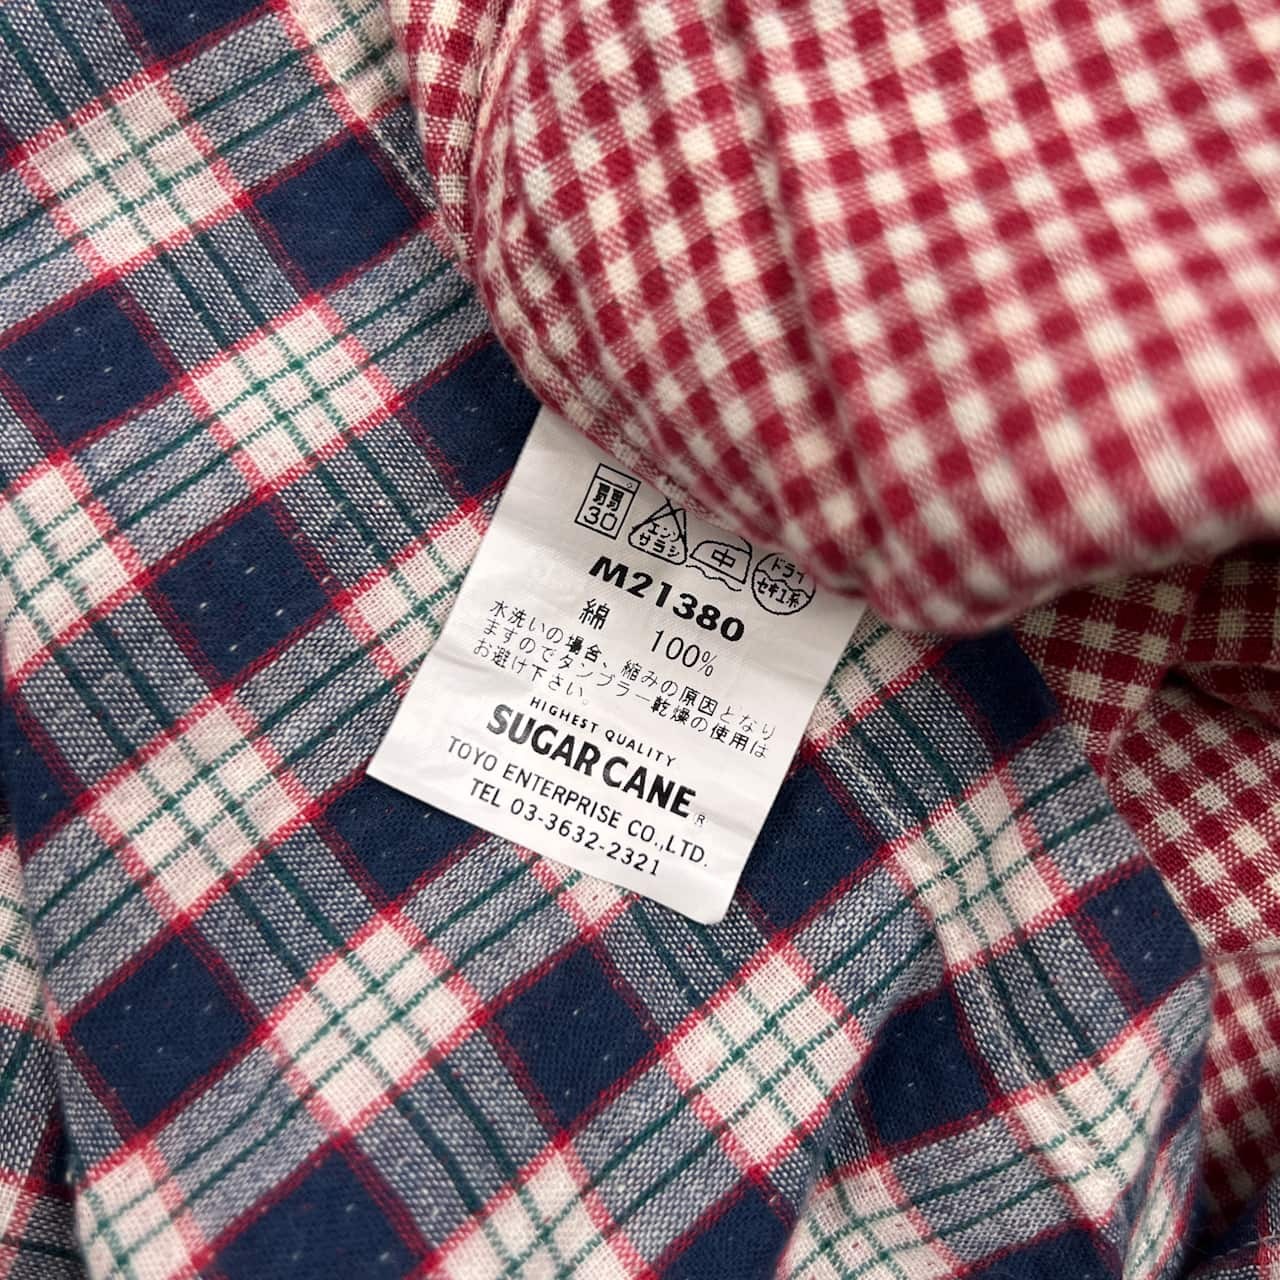 弱
30
エンソ
サラシ
中
ドライ
セキユ系
M21380
綿 100%
水洗いの場合、縮みの原因となり
ますのでタンブラー乾燥の使用は
お避け下さい。
HIGHEST QUALITY
SUGAR CANE®
TOYO ENTERPRISE CO.,LTD.
TEL 03-3632-2321